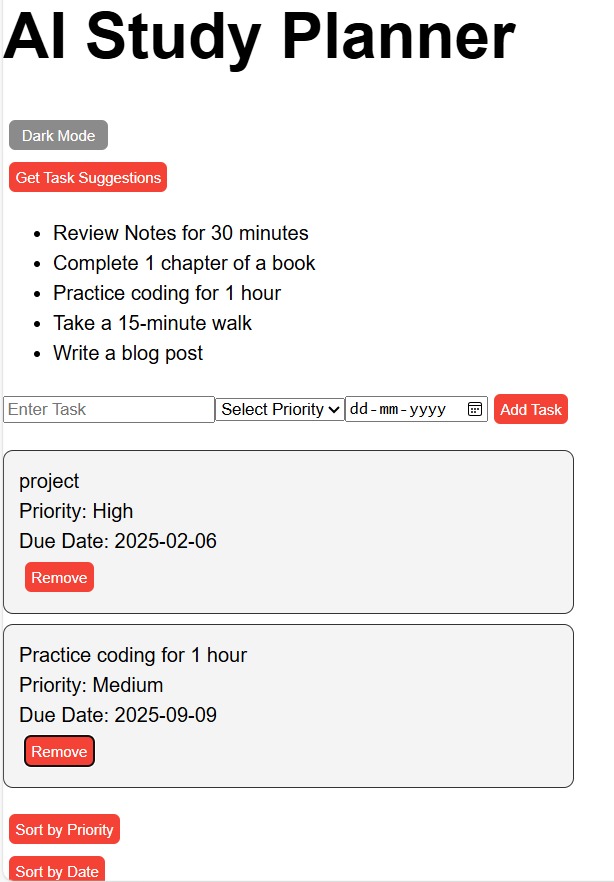 AI Study Planner
Dark Mode
Get Task Suggestions
Review Notes for 30 minutes
Complete 1 chapter of a book
Practice coding for 1 hour
Take a 15-minute walk
Write a blog post
Enter Task Select Priority dd-mm-yyyy Add Task
project
Priority: High
Due Date: 2025-02-06
Remove
Practice coding for 1 hour
Priority: Medium
Due Date: 2025-09-09
Remove
Sort by Priority
Sort by Date